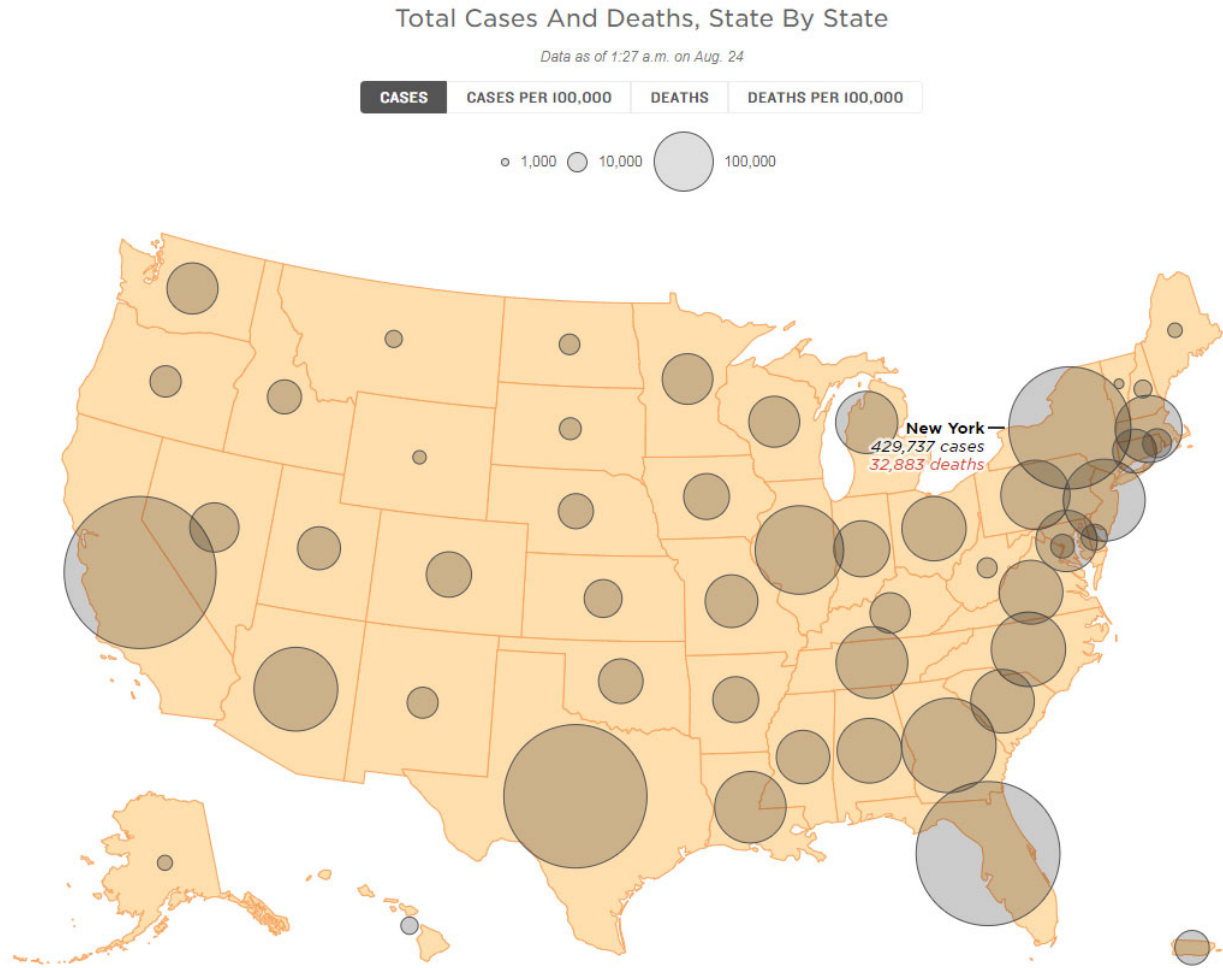 Total Cases And Deaths, State By State
Data as of 1:27 a.m. on Aug. 24
CASES CASES PER 100,000 DEATHS DEATHS PER 100,000
1,000 10,000 100,000
New York
429,737 cases
32,883 deaths